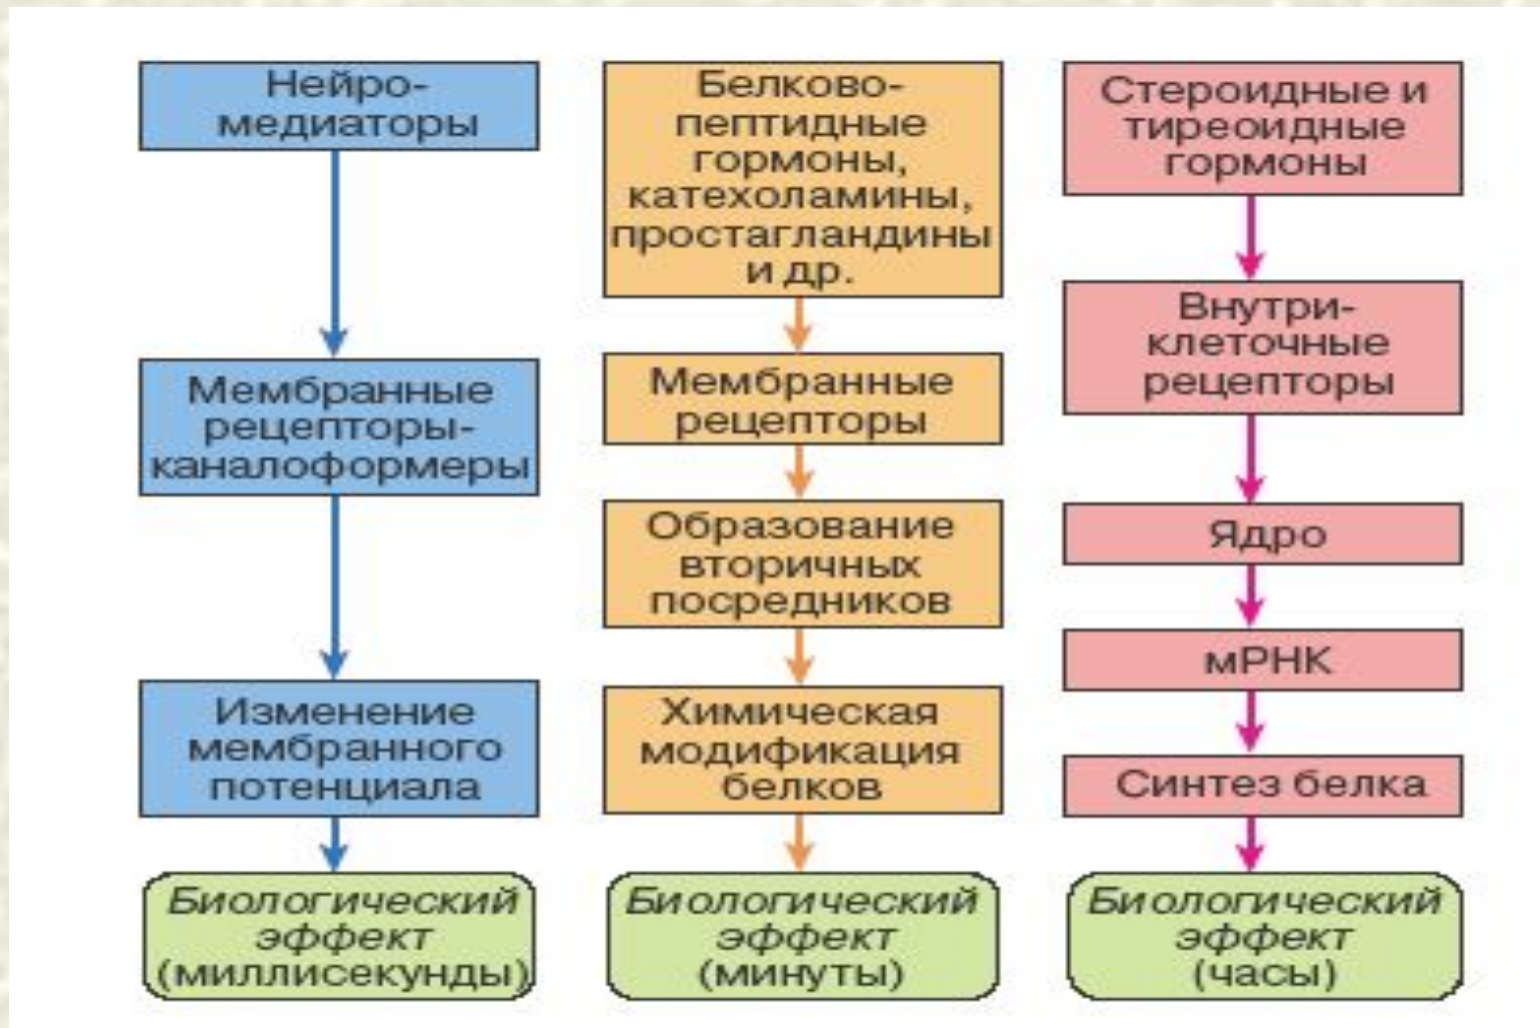 Нейро-
медиаторы
Мембранные
рецепторы-
каналоформеры
Изменение
мембранного
потенциала
Биологический
эффект
(миллисекунды)
Белково-
пептидные
гормоны,
катехоламины,
простагландины
и др.
Мембранные
рецепторы
Образование
вторичных
посредников
Химическая
модификация
белков
Биологический
эффект
(минуты)
Стероидные и
тиреоидные
гормоны
Внутри-
клеточные
рецепторы
Ядро
мРНК
Синтез белка
Биологический
эффект
(часы)